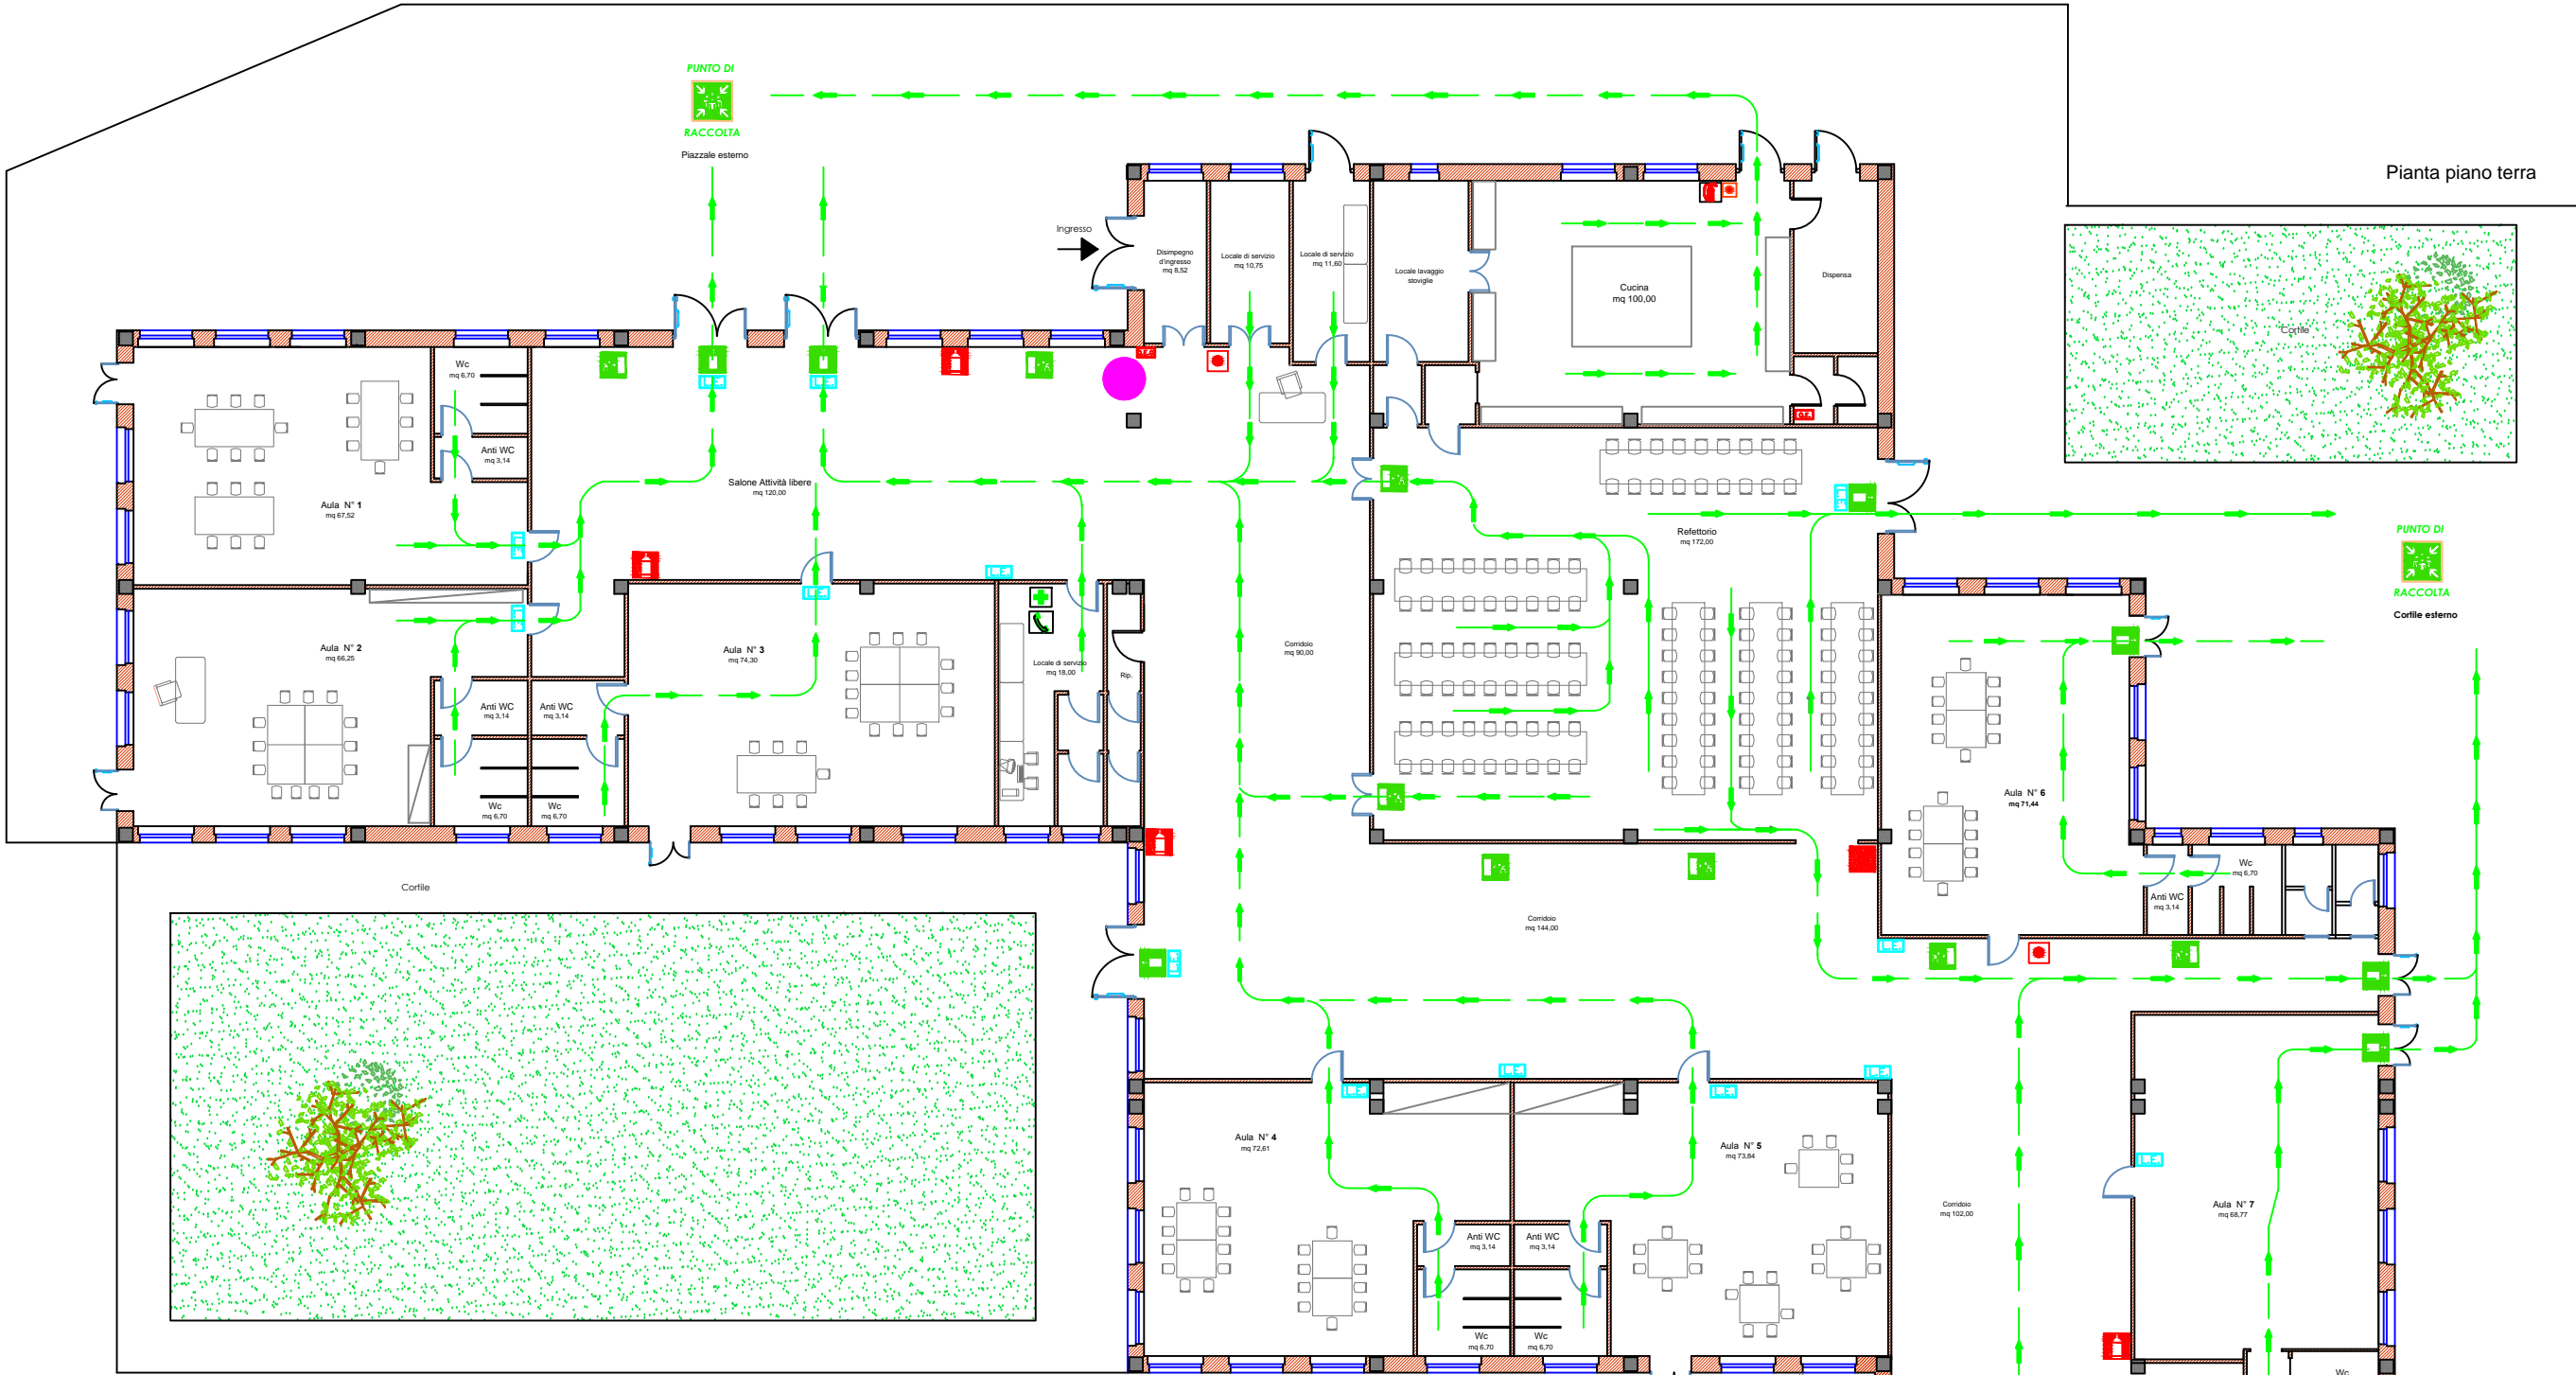 PUNTO DI
RACCOLTA
Piazzale esterno
Pianta piano terra
Ingresso
Disimpegno
d'ingresso
mq 8,52
Locale di servizio
mq 10,75
Locale di servizio
mq 11,60
Locale lavaggio
stoviglie
Cucina
mq 100,00
Dispensa
Cortile
Wc
mq 6,70
Anti WC
mq 3,14
Aula N° 1
mq 67,52
Salone Attività libere
mq 120,00
Refettorio
mq 172,00
PUNTO DI
RACCOLTA
Cortile esterno
Aula N° 2
mq 66,25
Anti WC
mq 3,14
Anti WC
mq 3,14
Wc
mq 6,70
Wc
mq 6,70
Aula N° 3
mq 74,30
Locale di servizio
mq 18,00
Rip.
Corridoio
mq 90,00
Aula N° 6
mq 71,44
Wc
mq 6,70
Anti WC
mq 3,14
Cortile
Corridoio
mq 144,00
Aula N° 4
mq 72,61
Aula N° 5
mq 73,84
Anti WC
mq 3,14
Anti WC
mq 3,14
Wc
mq 6,70
Wc
mq 6,70
Corridoio
mq 102,00
Aula N° 7
mq 68,77
Wc
L.E.
L.E.
L.E.
L.E.
L.E.
L.E.
L.E.
L.E.
L.E.
L.E.
L.E.
L.E.
L.E.
L.E.
Q.E.
Q.E.